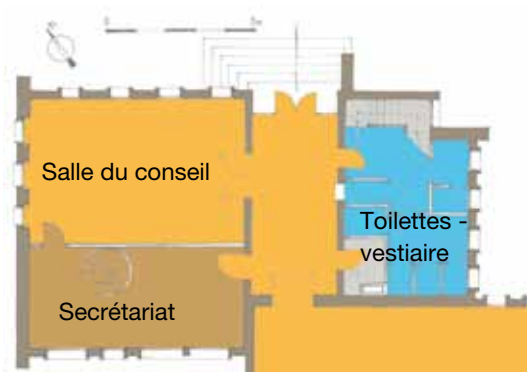 Salle du conseil
Toilettes -
vestiaire
Secrétariat